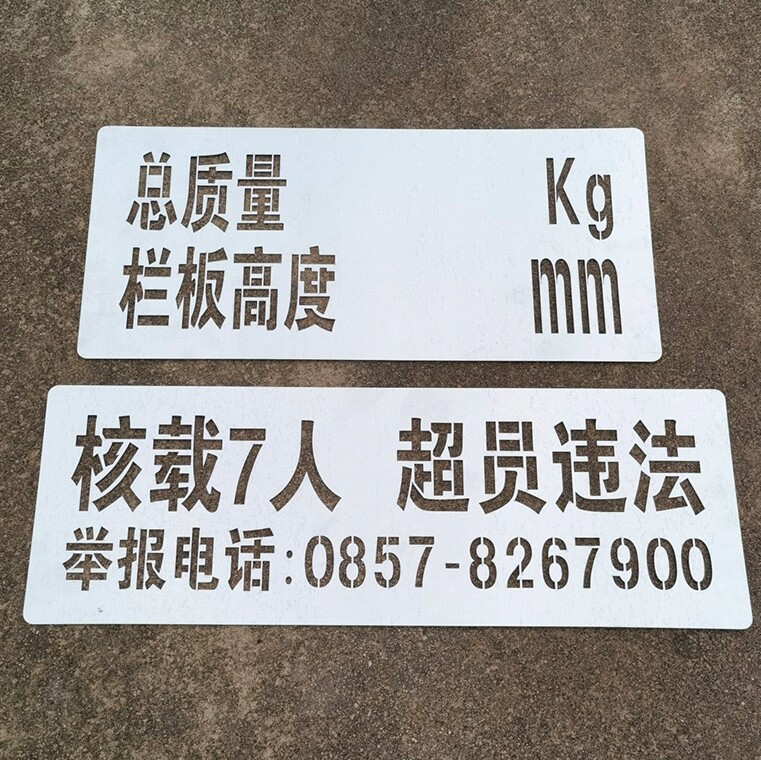 总质量 Kg
栏板高度 mm
核载7人 超员违法
举报电话:0857-8267900